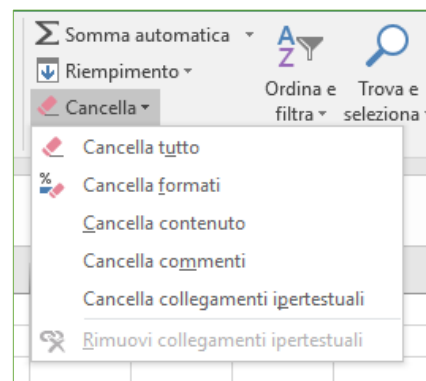 Somma automatica
Riempimento
Cancella
Ordina e
filtra
Trova e
seleziona
Cancella tutto
Cancella formati
Cancella contenuto
Cancella commenti
Cancella collegamenti ipertestuali
Rimuovi collegamenti ipertestuali